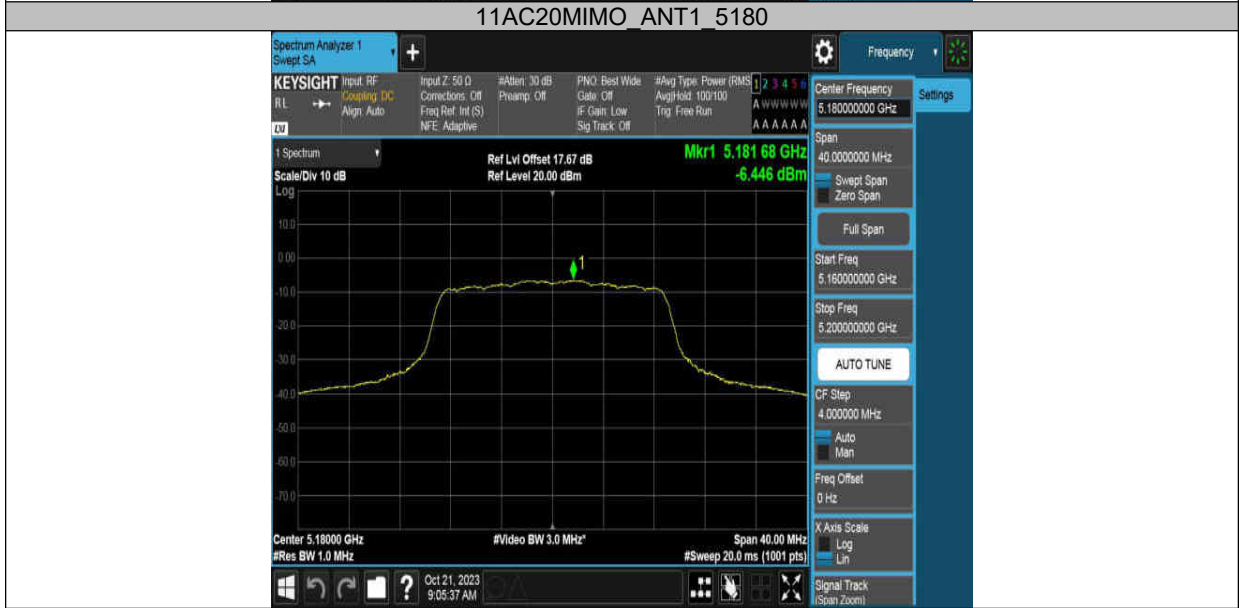 11AC20MIMO_ANT1_5180
Spectrum Analyzer 1
Swept SA
Frequency
KEYSIGHT Input: RF
RL
Coupling: DC
Align: Auto
Input Z: 50 Ω
Corrections: Off
Freq Ref: Int (S)
NFE: Adaptive
#Atten: 30 dB
Preamp: Off
PNO: Best Wide
Gate: Off
IF Gain: Low
Sig Track: Off
#Avg Type: Power (RMS
Avg|Hold: 100/100
Trig: Free Run
1 2 3 4 5 6
A W W W W W
A A A A A A
1 Spectrum
Scale/Div 10 dB
Log
Ref Lvl Offset 17.67 dB
Ref Level 20.00 dBm
Mkr1 5.181 68 GHz
-6.446 dBm
10.0
0.00
-10.0
-20.0
-30.0
-40.0
-50.0
-60.0
-70.0
1
Center 5.18000 GHz
#Res BW 1.0 MHz
#Video BW 3.0 MHz*
Span 40.00 MHz
#Sweep 20.0 ms (1001 pts)
Oct 21, 2023
9:05:37 AM
Center Frequency
5.180000000 GHz
Settings
Span
40.0000000 MHz
Swept Span
Zero Span
Full Span
Start Freq
5.160000000 GHz
Stop Freq
5.200000000 GHz
AUTO TUNE
CF Step
4.000000 MHz
Auto
Man
Freq Offset
0 Hz
X Axis Scale
Log
Lin
Signal Track
(Span Zoom)